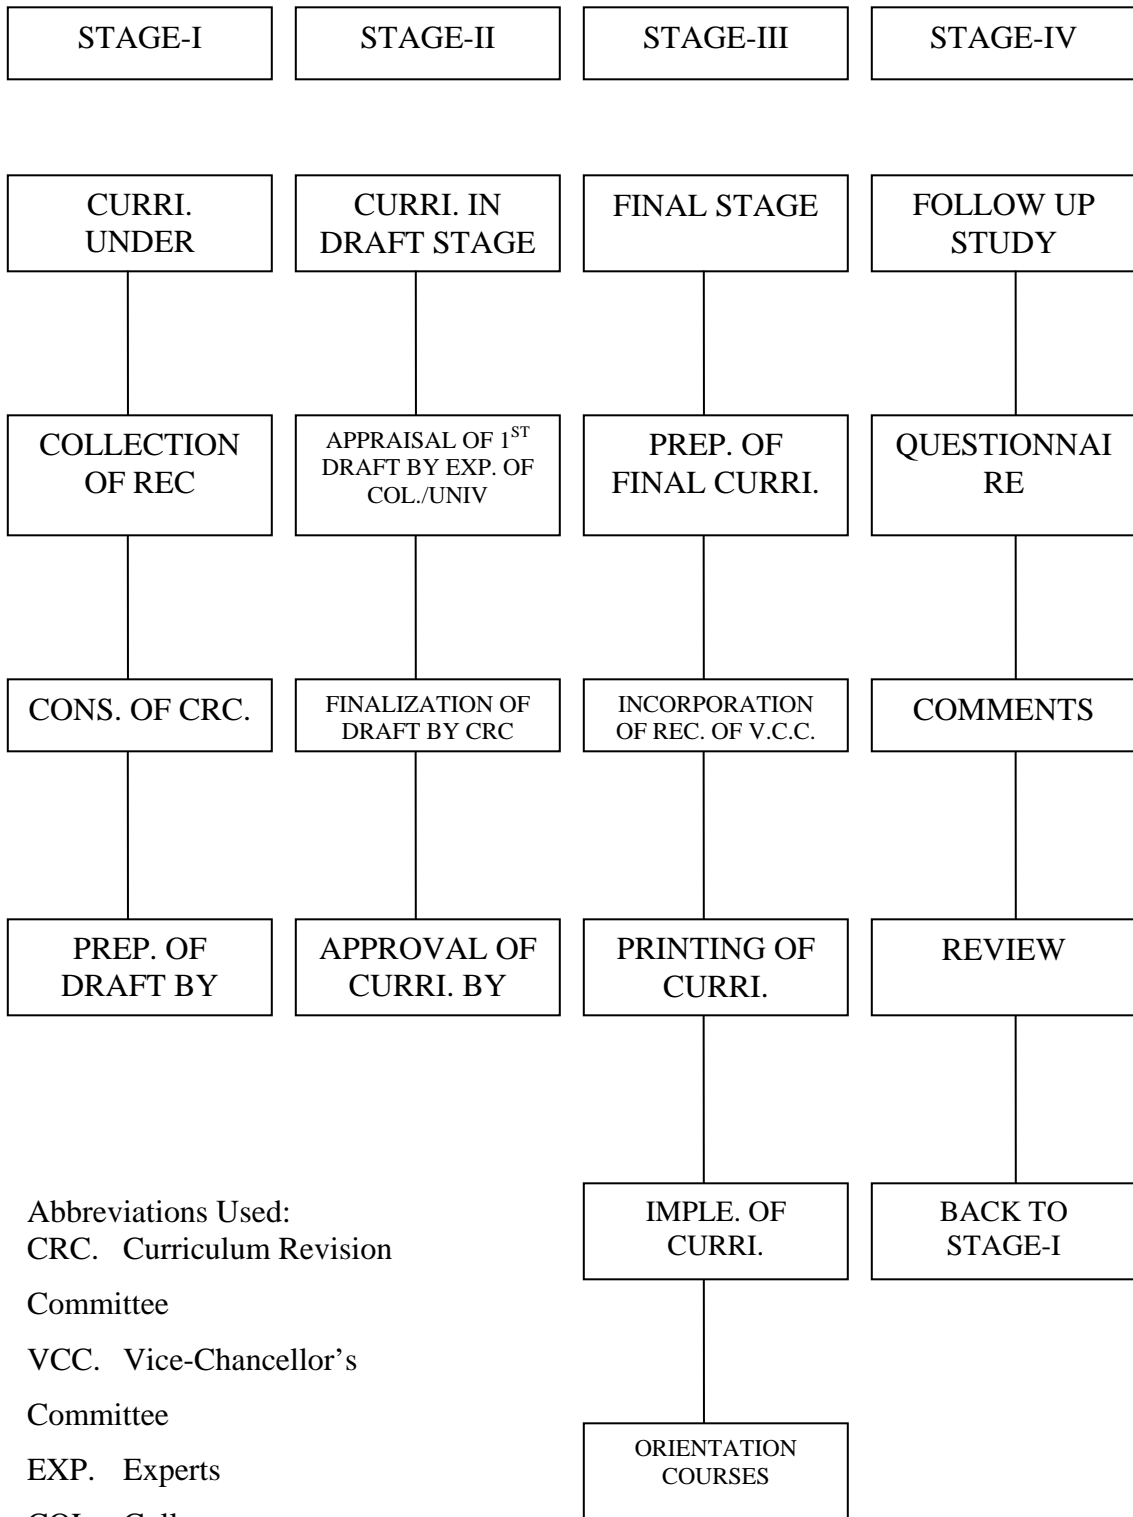 STAGE-I
STAGE-II
STAGE-III
STAGE-IV
CURRI.
UNDER
CURRI. IN
DRAFT STAGE
FINAL STAGE
FOLLOW UP
STUDY
COLLECTION
OF REC
APPRAISAL OF 1ST
DRAFT BY EXP. OF
COL./UNIV
PREP. OF
FINAL CURRI.
QUESTIONNAI
RE
CONS. OF CRC.
FINALIZATION OF
DRAFT BY CRC
INCORPORATION
OF REC. OF V.C.C.
COMMENTS
PREP. OF
DRAFT BY
APPROVAL OF
CURRI. BY
PRINTING OF
CURRI.
REVIEW
IMPLE. OF
CURRI.
BACK TO
STAGE-I
Abbreviations Used:
CRC. Curriculum Revision
Committee
VCC. Vice-Chancellor’s
Committee
EXP. Experts
ORIENTATION
COURSES